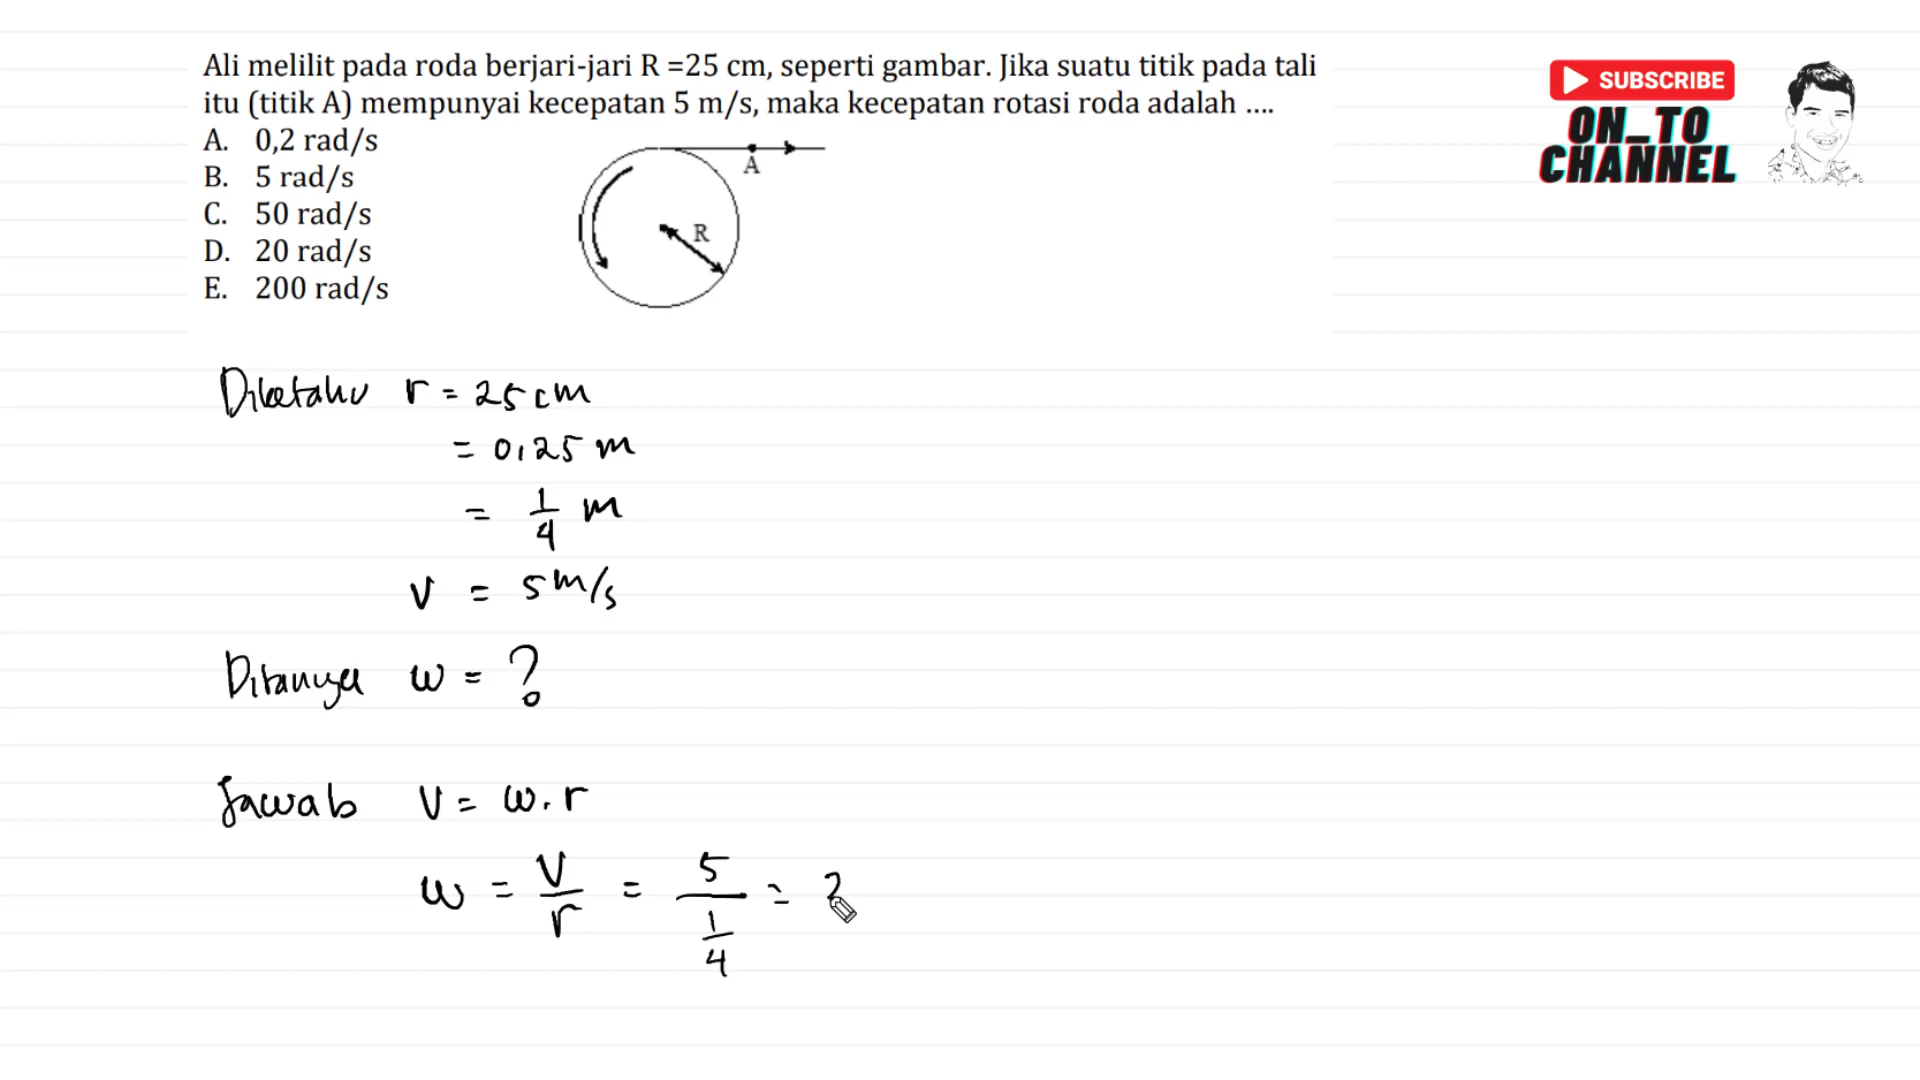 Ali melilit pada roda berjari-jari R =25 cm, seperti gambar. Jika suatu titik pada tali
itu (titik A) mempunyai kecepatan 5 m/s, maka kecepatan rotasi roda adalah ....
A. 0,2 rad/s
B. 5 rad/s
C. 50 rad/s
D. 20 rad/s
E. 200 rad/s
A
R
SUBSCRIBE
ON_TO
CHANNEL
Diketahu r = 25 cm
= 0,25 m
= 1/4 m
v = 5 m/s
Ditanya ω = ?
Jawab v = ω . r
ω = v/r = 5/(1/4) = 2